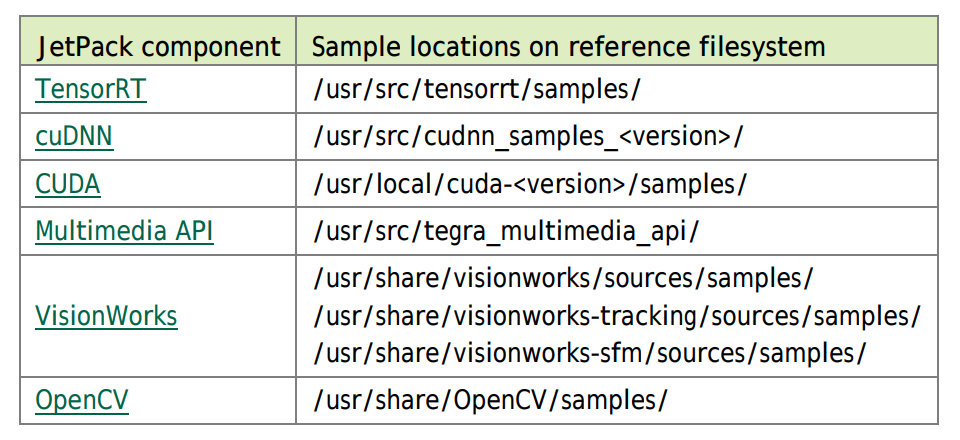 JetPack component Sample locations on reference filesystem
TensorRT /usr/src/tensorrt/samples/
cuDNN /usr/src/cudnn_samples_<version>/
CUDA /usr/local/cuda-<version>/samples/
Multimedia API /usr/src/tegra_multimedia_api/
/usr/share/visionworks/sources/samples/
VisionWorks /usr/share/visionworks-tracking/sources/samples/
/usr/share/visionworks-sfm/sources/samples/
OpenCV /usr/share/OpenCV/samples/